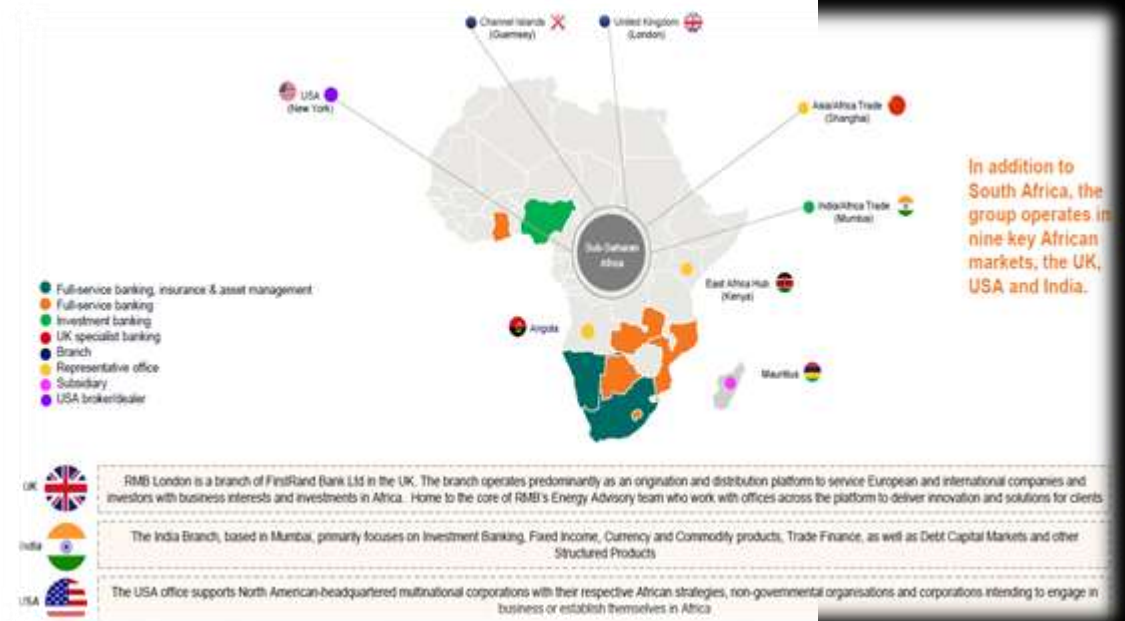 Channel Islands
(Guernsey)
United Kingdom
(London)
USA
(New York)
Asia/Africa Trade
(Shanghai)
In addition to
South Africa, the
group operates in
nine key African
markets, the UK,
USA and India.
India/Africa Trade
(Mumbai)
Sub-Saharan
Africa
East Africa Hub
(Kenya)
Full-service banking, insurance & asset management
Full-service banking
Investment banking
UK specialist banking
Branch
Representative office
Subsidiary
USA broker/dealer
Angola
Mauritius
UK
RMB London is a branch of FirstRand Bank Ltd in the UK. The branch operates predominantly as an origination and distribution platform to service European and international companies and
investors with business interests and investments in Africa. Home to the core of RMB's Energy Advisory team who work with offices across the platform to deliver innovation and solutions for clients
India
The India Branch, based in Mumbai, primarily focuses on Investment Banking, Fixed Income, Currency and Commodity products, Trade Finance, as well as Debt Capital Markets and other
Structured Products
USA
The USA office supports North American-headquartered multinational corporations with their respective African strategies, non-governmental organisations and corporations intending to engage in
business or establish themselves in Africa